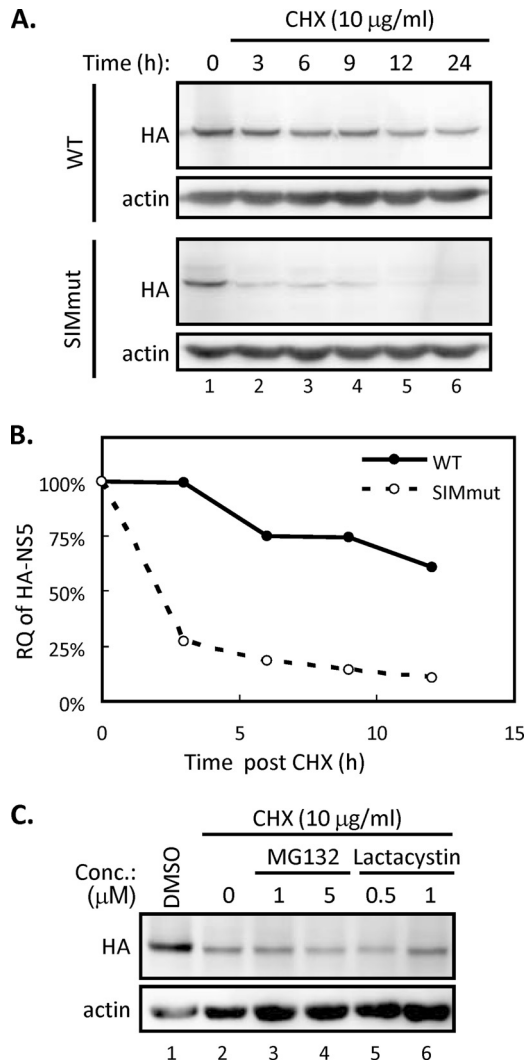 A.
CHX (10 µg/ml)
Time (h): 0 3 6 9 12 24
WT
HA
actin
SIMmut
HA
actin
1 2 3 4 5 6
B.
RQ of HA-NS5
100%
75%
50%
25%
0%
WT
SIMmut
0 5 10 15
Time post CHX (h)
C.
CHX (10 µg/ml)
DMSO
MG132 Lactacystin
Conc.:
(µM) 0 1 5 0.5 1
HA
actin
1 2 3 4 5 6